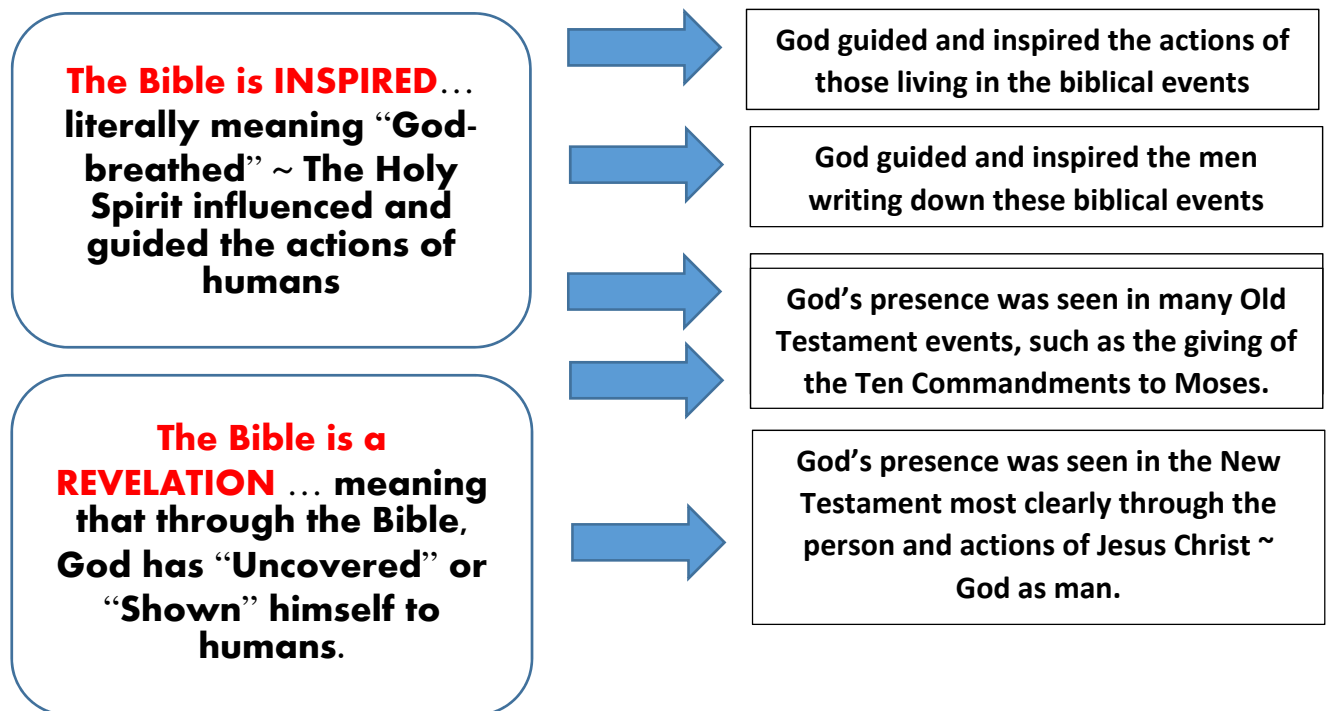 The Bible is INSPIRED…
literally meaning “God-
breathed” ~ The Holy
Spirit influenced and
guided the actions of
humans
God guided and inspired the actions of
those living in the biblical events
God guided and inspired the men
writing down these biblical events
God’s presence was seen in many Old
Testament events, such as the giving of
the Ten Commandments to Moses.
The Bible is a
REVELATION … meaning
that through the Bible,
God has “Uncovered” or
“Shown” himself to
humans.
God’s presence was seen in the New
Testament most clearly through the
person and actions of Jesus Christ ~
God as man.